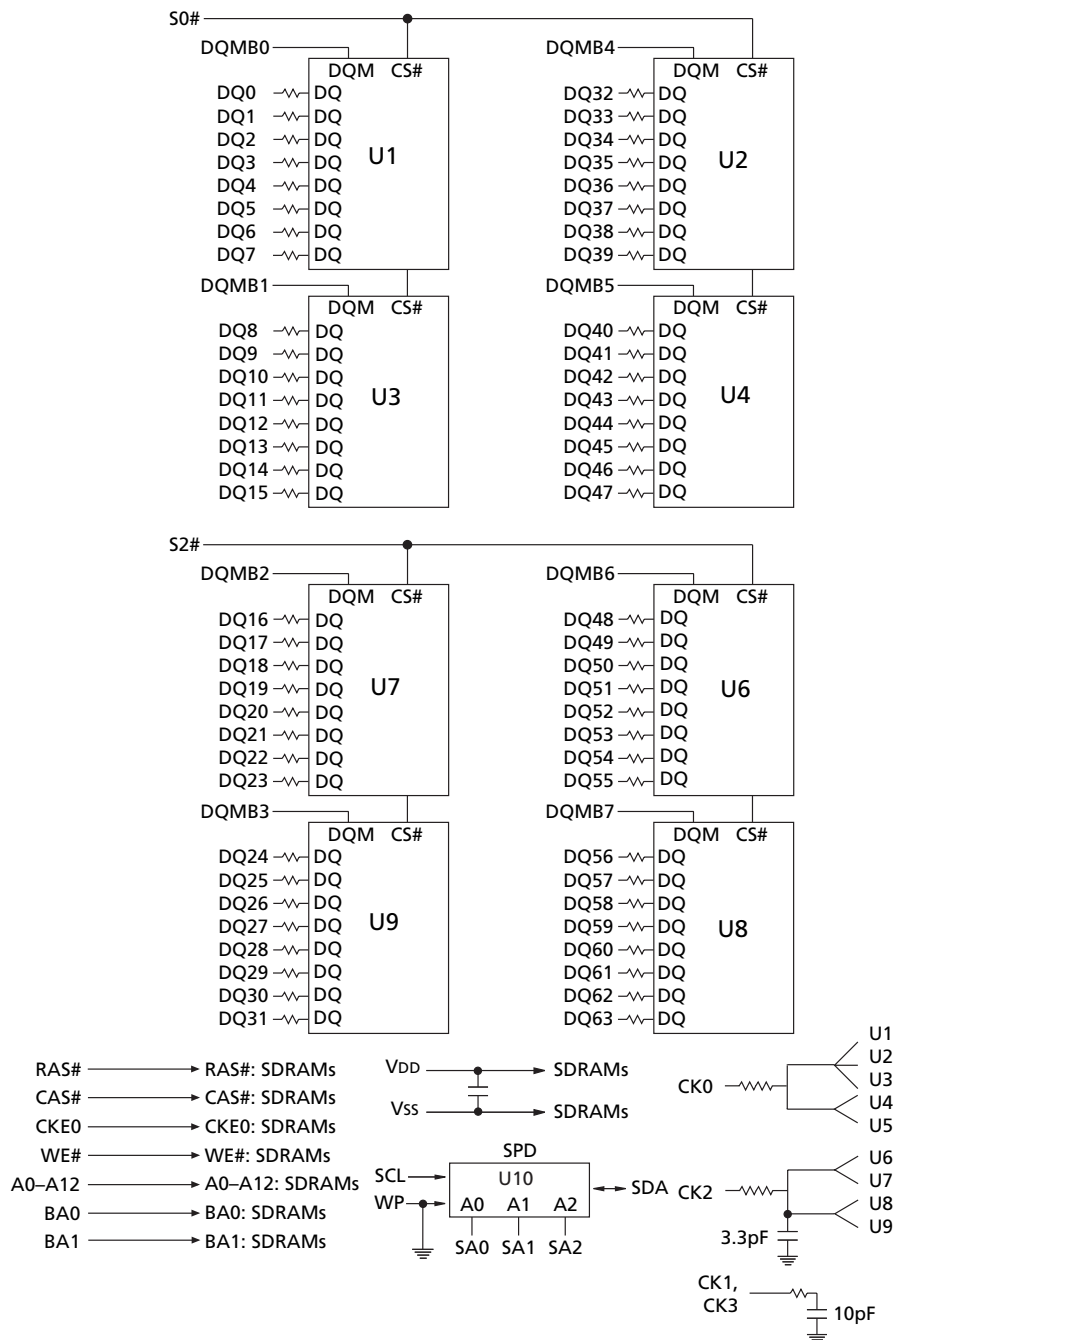 S0#
DQMB0
DQM CS#
DQ0 DQ
DQ1 DQ
DQ2 DQ
DQ3 DQ
DQ4 DQ
DQ5 DQ
DQ6 DQ
DQ7 DQ
U1
DQMB4
DQM CS#
DQ32 DQ
DQ33 DQ
DQ34 DQ
DQ35 DQ
DQ36 DQ
DQ37 DQ
DQ38 DQ
DQ39 DQ
U2
DQMB1
DQM CS#
DQ8 DQ
DQ9 DQ
DQ10 DQ
DQ11 DQ
DQ12 DQ
DQ13 DQ
DQ14 DQ
DQ15 DQ
U3
DQMB5
DQM CS#
DQ40 DQ
DQ41 DQ
DQ42 DQ
DQ43 DQ
DQ44 DQ
DQ45 DQ
DQ46 DQ
DQ47 DQ
U4
S2#
DQMB2
DQM CS#
DQ16 DQ
DQ17 DQ
DQ18 DQ
DQ19 DQ
DQ20 DQ
DQ21 DQ
DQ22 DQ
DQ23 DQ
U7
DQMB6
DQM CS#
DQ48 DQ
DQ49 DQ
DQ50 DQ
DQ51 DQ
DQ52 DQ
DQ53 DQ
DQ54 DQ
DQ55 DQ
U6
DQMB3
DQM CS#
DQ24 DQ
DQ25 DQ
DQ26 DQ
DQ27 DQ
DQ28 DQ
DQ29 DQ
DQ30 DQ
DQ31 DQ
U9
DQMB7
DQM CS#
DQ56 DQ
DQ57 DQ
DQ58 DQ
DQ59 DQ
DQ60 DQ
DQ61 DQ
DQ62 DQ
DQ63 DQ
U8
RAS# RAS#: SDRAMs
CAS# CAS#: SDRAMs
CKE0 CKE0: SDRAMs
WE# WE#: SDRAMs
A0–A12 A0–A12: SDRAMs
BA0 BA0: SDRAMs
BA1 BA1: SDRAMs
VDD SDRAMs
VSS SDRAMs
SPD
SCL
U10
WP
A0 A1 A2
SDA
SA0 SA1 SA2
CK0
U1
U2
U3
U4
U5
CK2
U6
U7
U8
U9
3.3pF
CK1,
CK3
10pF